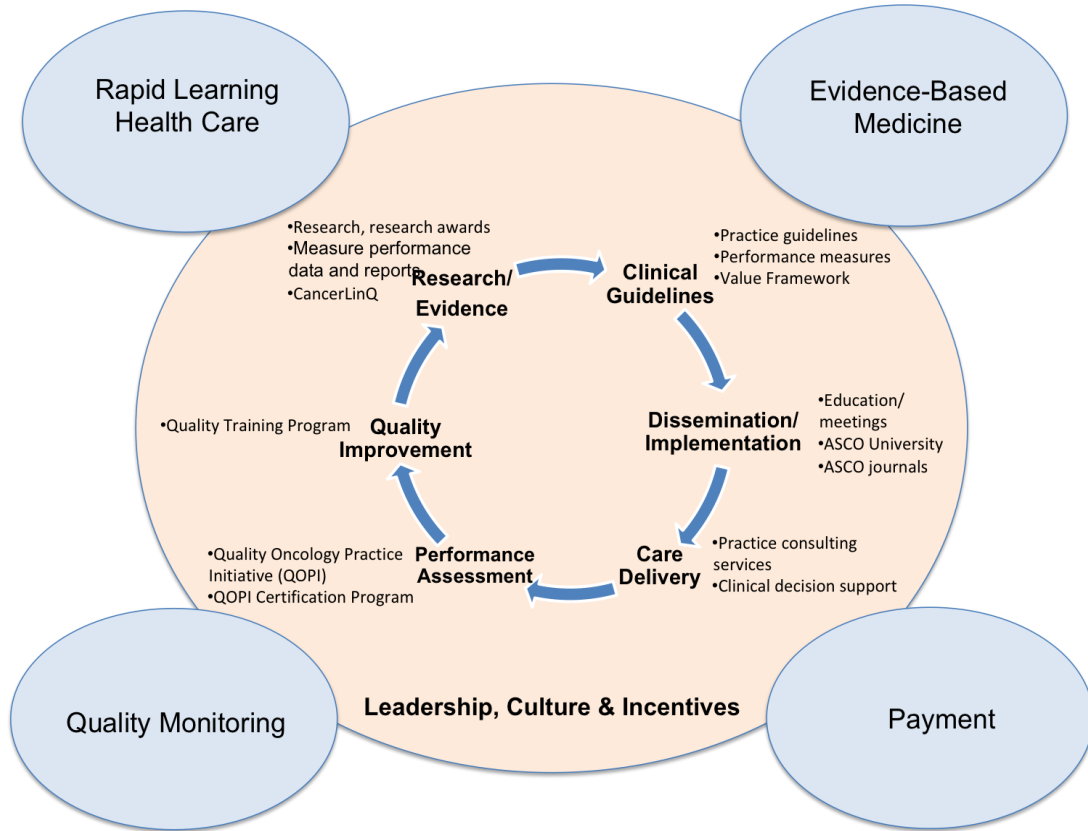 Rapid Learning
Health Care
Evidence-Based
Medicine
•Research, research awards
•Measure performance
data and reports
•CancerLinQ
Research/
Evidence
Clinical
Guidelines
•Practice guidelines
•Performance measures
•Value Framework
•Quality Training Program
Quality
Improvement
Dissemination/
Implementation
•Education/
meetings
•ASCO University
•ASCO journals
•Quality Oncology Practice
Initiative (QOPI)
•QOPI Certification Program
Performance
Assessment
Care
Delivery
•Practice consulting
services
•Clinical decision support
Leadership, Culture & Incentives
Quality Monitoring
Payment